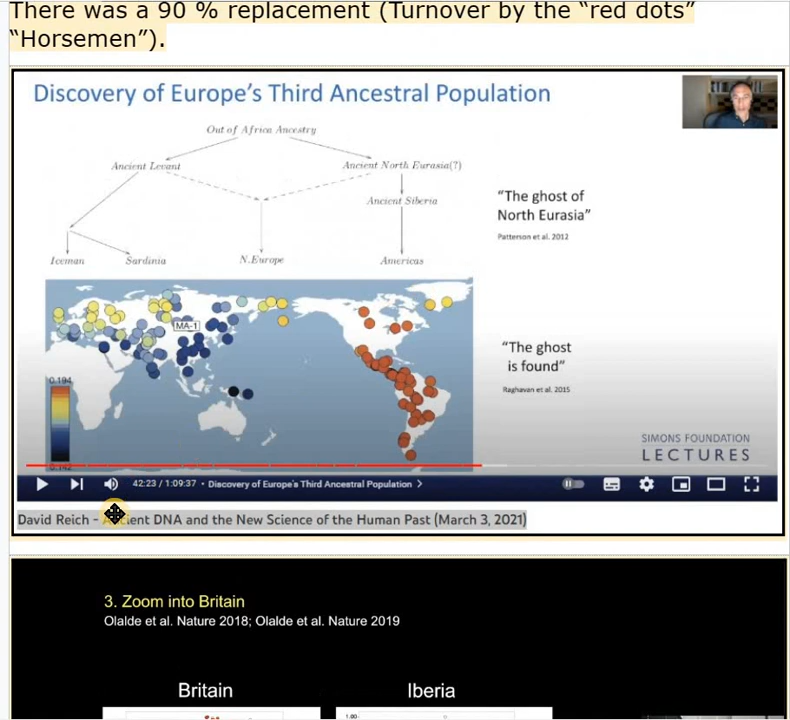 There was a 90 % replacement (Turnover by the “red dots”
“Horsemen”).
Discovery of Europe's Third Ancestral Population
Out of Africa Ancestry
Ancient Levant
Ancient North Eurasia(?)
Ancient Siberia
Iceman
Sardinia
N.Europe
Americas
“The ghost of
North Eurasia”
Patterson et al. 2012
MA-1
“The ghost
is found”
Raghavan et al. 2015
0.194
0.142
SIMONS FOUNDATION
LECTURES
42:23 / 1:09:37 • Discovery of Europe's Third Ancestral Population >
David Reich - Ancient DNA and the New Science of the Human Past (March 3, 2021)
3. Zoom into Britain
Olalde et al. Nature 2018; Olalde et al. Nature 2019
Britain
Iberia
1.00